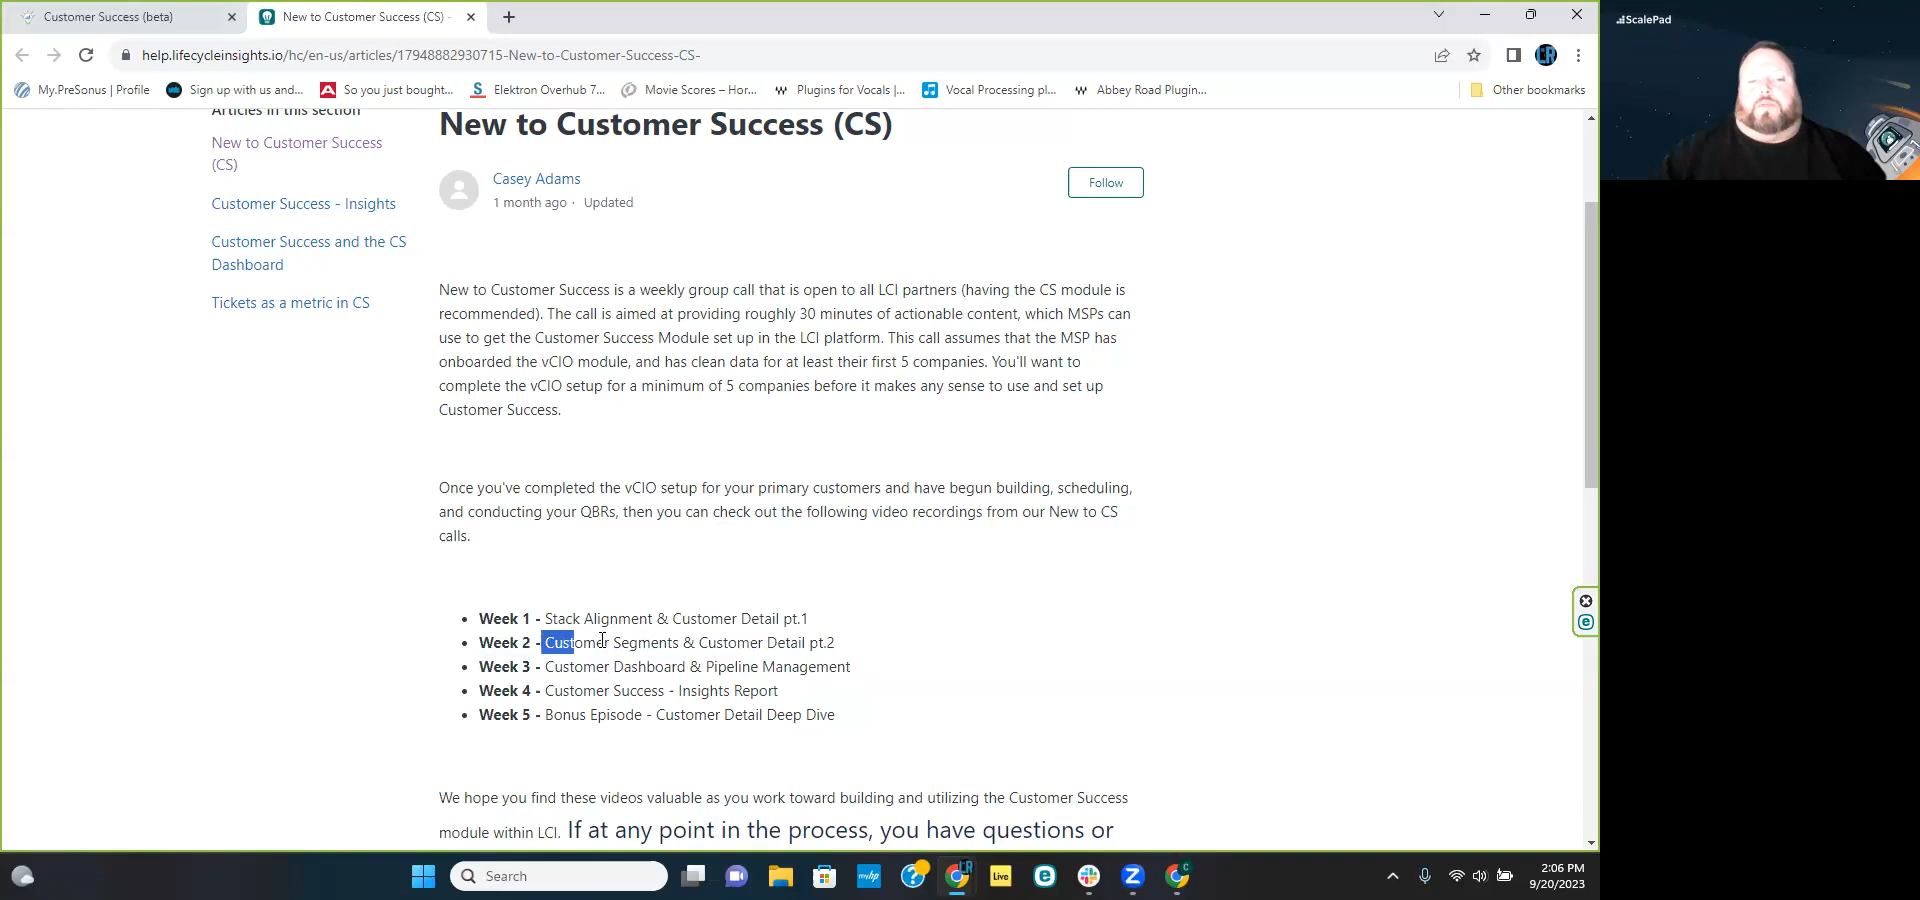 Customer Success (beta)
New to Customer Success (CS) -
help.lifecycleinsights.io/hc/en-us/articles/17948882930715-New-to-Customer-Success-CS-
My.PreSonus | Profile
Sign up with us and...
So you just bought...
Elektron Overhub 7...
Movie Scores – Hor...
Plugins for Vocals |...
Vocal Processing pl...
Abbey Road Plugin...
Other bookmarks
ScalePad
Articles in this section
New to Customer Success
(CS)
Customer Success - Insights
Customer Success and the CS
Dashboard
Tickets as a metric in CS
New to Customer Success (CS)
Casey Adams
1 month ago · Updated
Follow
New to Customer Success is a weekly group call that is open to all LCI partners (having the CS module is
recommended). The call is aimed at providing roughly 30 minutes of actionable content, which MSPs can
use to get the Customer Success Module set up in the LCI platform. This call assumes that the MSP has
onboarded the vCIO module, and has clean data for at least their first 5 companies. You'll want to
complete the vCIO setup for a minimum of 5 companies before it makes any sense to use and set up
Customer Success.
Once you've completed the vCIO setup for your primary customers and have begun building, scheduling,
and conducting your QBRs, then you can check out the following video recordings from our New to CS
calls.
Week 1 - Stack Alignment & Customer Detail pt.1
Week 2 - Customer Segments & Customer Detail pt.2
Week 3 - Customer Dashboard & Pipeline Management
Week 4 - Customer Success - Insights Report
Week 5 - Bonus Episode - Customer Detail Deep Dive
We hope you find these videos valuable as you work toward building and utilizing the Customer Success
module within LCI. If at any point in the process, you have questions or
Search
myhp
Live
2:06 PM
9/20/2023